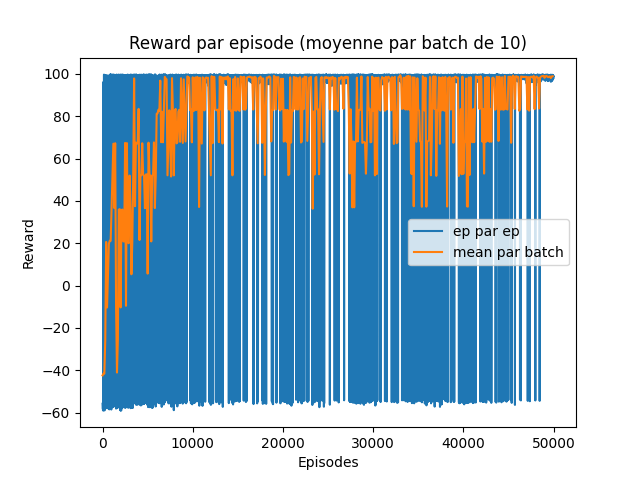 Reward par episode (moyenne par batch de 10)
100
80
60
40
20
0
−20
−40
−60
Reward
ep par ep
mean par batch
0 10000 20000 30000 40000 50000
Episodes